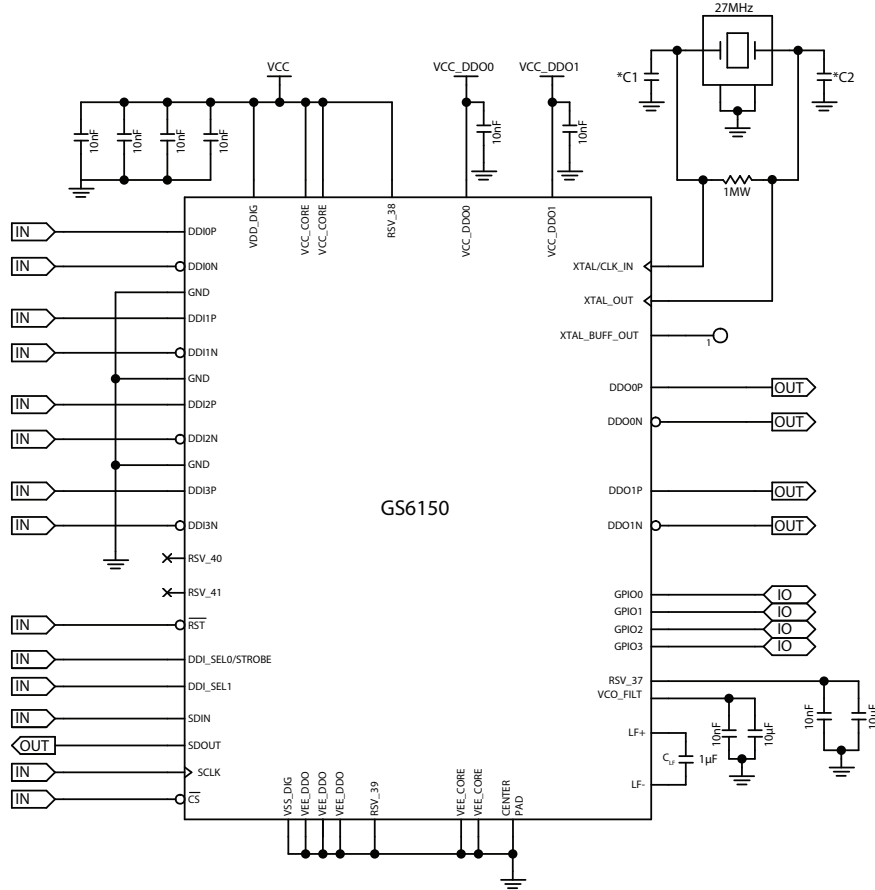 27MHz
*C1
*C2
VCC
VCC_DDO0
VCC_DDO1
10nF
10nF
10nF
10nF
10nF
10nF
1MW
VDD_DIG
VCC_CORE
VCC_CORE
RSV_38
VCC_DDO0
VCC_DDO1
IN
DDI0P
IN
DDI0N
GND
IN
DDI1P
IN
DDI1N
GND
IN
DDI2P
IN
DDI2N
GND
IN
DDI3P
IN
DDI3N
RSV_40
RSV_41
IN
RST
IN
DDI_SEL0/STROBE
IN
DDI_SEL1
IN
SDIN
OUT
SDOUT
IN
SCLK
IN
CS
GS6150
XTAL/CLK_IN
XTAL_OUT
XTAL_BUFF_OUT
1
DDO0P
OUT
DDO0N
OUT
DDO1P
OUT
DDO1N
OUT
GPIO0
IO
GPIO1
IO
GPIO2
IO
GPIO3
IO
RSV_37
VCO_FILT
10nF
10µF
10nF
10µF
LF+
CLF
1µF
LF-
VSS_DIG
VEE_DDO
VEE_DDO
VEE_DDO
RSV_39
VEE_CORE
VEE_CORE
CENTER
PAD